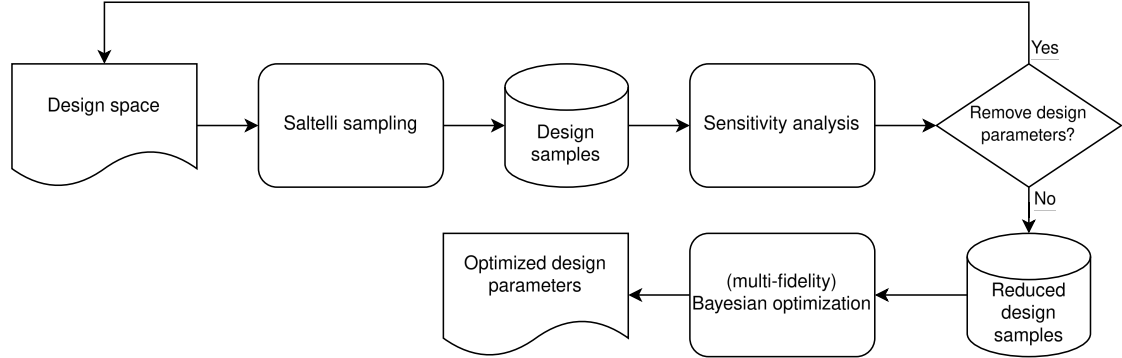 Yes
Design space
Saltelli sampling
Design
samples
Sensitivity analysis
Remove design
parameters?
No
Optimized design
parameters
(multi-fidelity)
Bayesian optimization
Reduced
design
samples